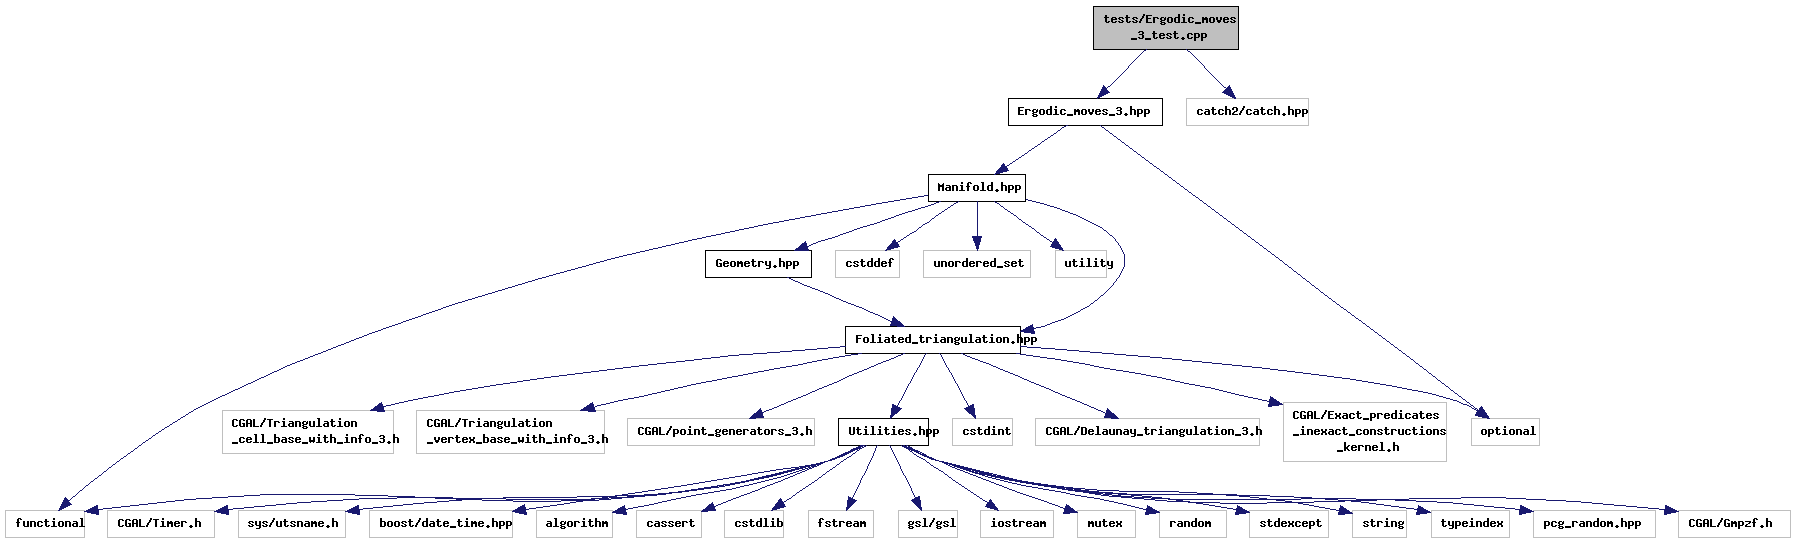 tests/Ergodic_moves
_3_test.cpp
Ergodic_moves_3.hpp
catch2/catch.hpp
Manifold.hpp
Geometry.hpp
cstddef
unordered_set
utility
Foliated_triangulation.hpp
CGAL/Triangulation
_cell_base_with_info_3.h
CGAL/Triangulation
_vertex_base_with_info_3.h
CGAL/point_generators_3.h
Utilities.hpp
cstdint
CGAL/Delaunay_triangulation_3.h
CGAL/Exact_predicates
_inexact_constructions
_kernel.h
optional
functional
CGAL/Timer.h
sys/utsname.h
boost/date_time.hpp
algorithm
cassert
cstdlib
fstream
gsl/gsl
iostream
mutex
random
stdexcept
string
typeindex
pcg_random.hpp
CGAL/Gmpzf.h